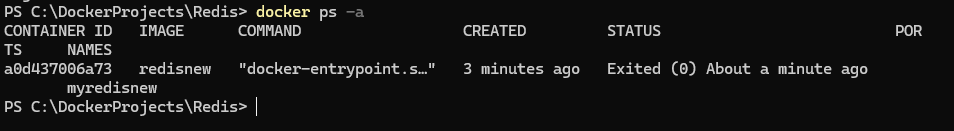 PS C:\DockerProjects\Redis> docker ps -a
CONTAINER ID   IMAGE      COMMAND                  CREATED         STATUS                          POR
TS     NAMES
a0d437006a73   redisnew   "docker-entrypoint.s…"   3 minutes ago   Exited (0) About a minute ago
       myredisnew
PS C:\DockerProjects\Redis>